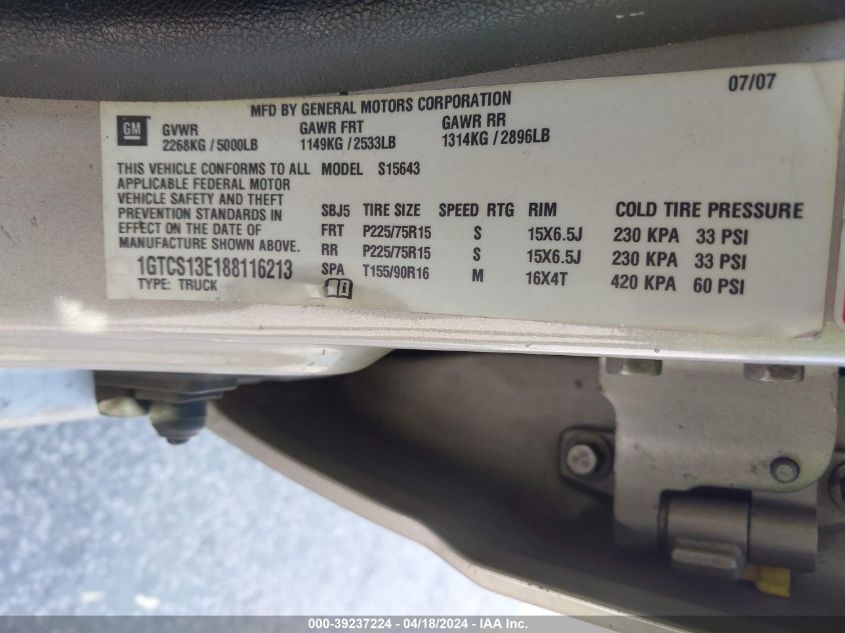 07/07
MFD BY GENERAL MOTORS CORPORATION
GM GVWR GAWR FRT GAWR RR
2268KG / 5000LB 1149KG / 2533LB 1314KG / 2896LB
THIS VEHICLE CONFORMS TO ALL MODEL S15643
APPLICABLE FEDERAL MOTOR
VEHICLE SAFETY AND THEFT
PREVENTION STANDARDS IN SBJ5 TIRE SIZE SPEED RTG RIM COLD TIRE PRESSURE
EFFECT ON THE DATE OF FRT P225/75R15 S 15X6.5J 230 KPA 33 PSI
MANUFACTURE SHOWN ABOVE. RR P225/75R15 S 15X6.5J 230 KPA 33 PSI
1GTCS13E188116213 SPA T155/90R16 M 16X4T 420 KPA 60 PSI
TYPE: TRUCK
000-39237224 - 04/18/2024 - IAA Inc.